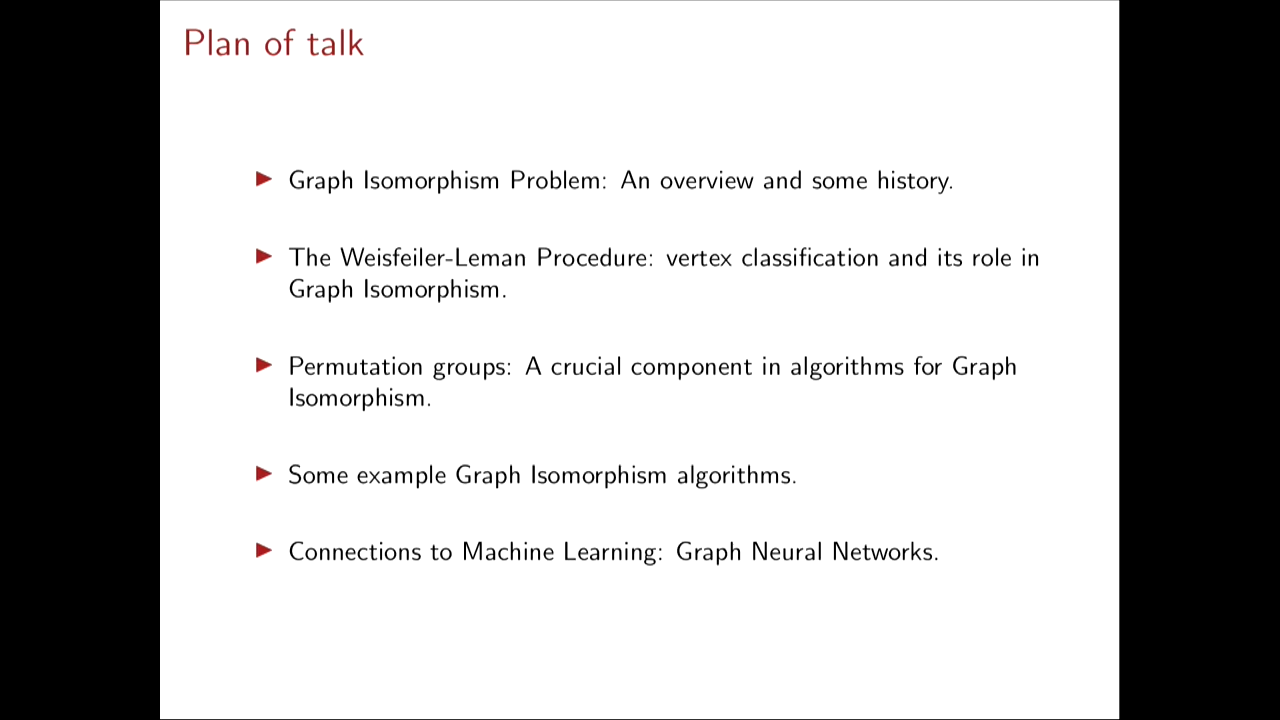 Plan of talk
▶ Graph Isomorphism Problem: An overview and some history.
▶ The Weisfeiler-Leman Procedure: vertex classification and its role in
Graph Isomorphism.
▶ Permutation groups: A crucial component in algorithms for Graph
Isomorphism.
▶ Some example Graph Isomorphism algorithms.
▶ Connections to Machine Learning: Graph Neural Networks.